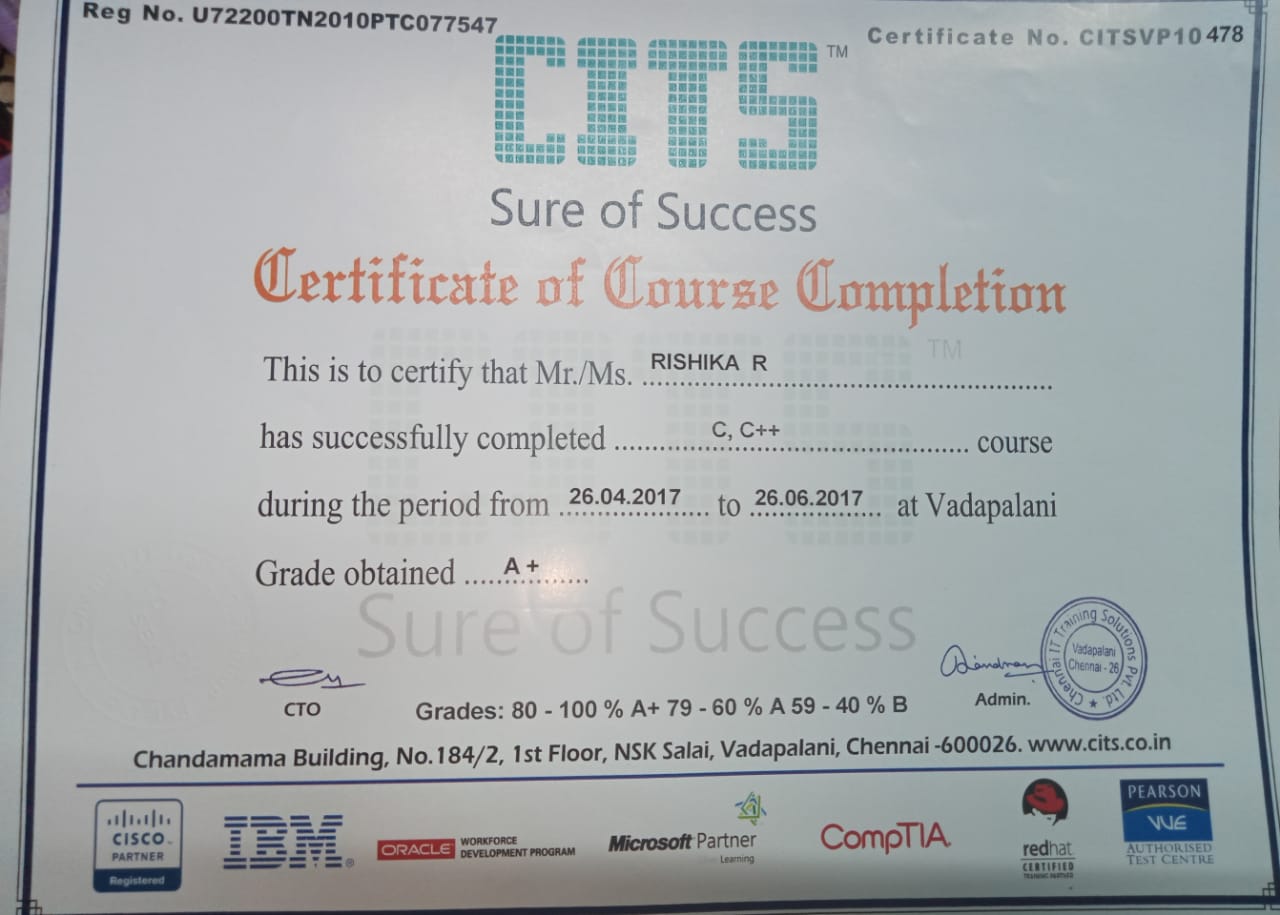 Reg No. U72200TN2010PTC077547
Certificate No. CITSVP10478
CITS™
Sure of Success
Certificate of Course Completion
This is to certify that Mr./Ms. RISHIKA R
has successfully completed C, C++ course
during the period from 26.04.2017 to 26.06.2017 at Vadapalani
Grade obtained A +
TM
Sure of Success
CTO
Grades: 80 - 100 % A+ 79 - 60 % A 59 - 40 % B
Admin.
Chennai IT Training Solutions Pvt. Ltd.
Vadapalani
Chennai - 26
Chandamama Building, No.184/2, 1st Floor, NSK Salai, Vadapalani, Chennai -600026. www.cits.co.in
CISCO
PARTNER
Registered
IBM®
ORACLE WORKFORCE
DEVELOPMENT PROGRAM
Microsoft Partner
Learning
CompTIA
redhat
CERTIFIED
TRAINING PARTNER
PEARSON
VUE
AUTHORISED
TEST CENTRE